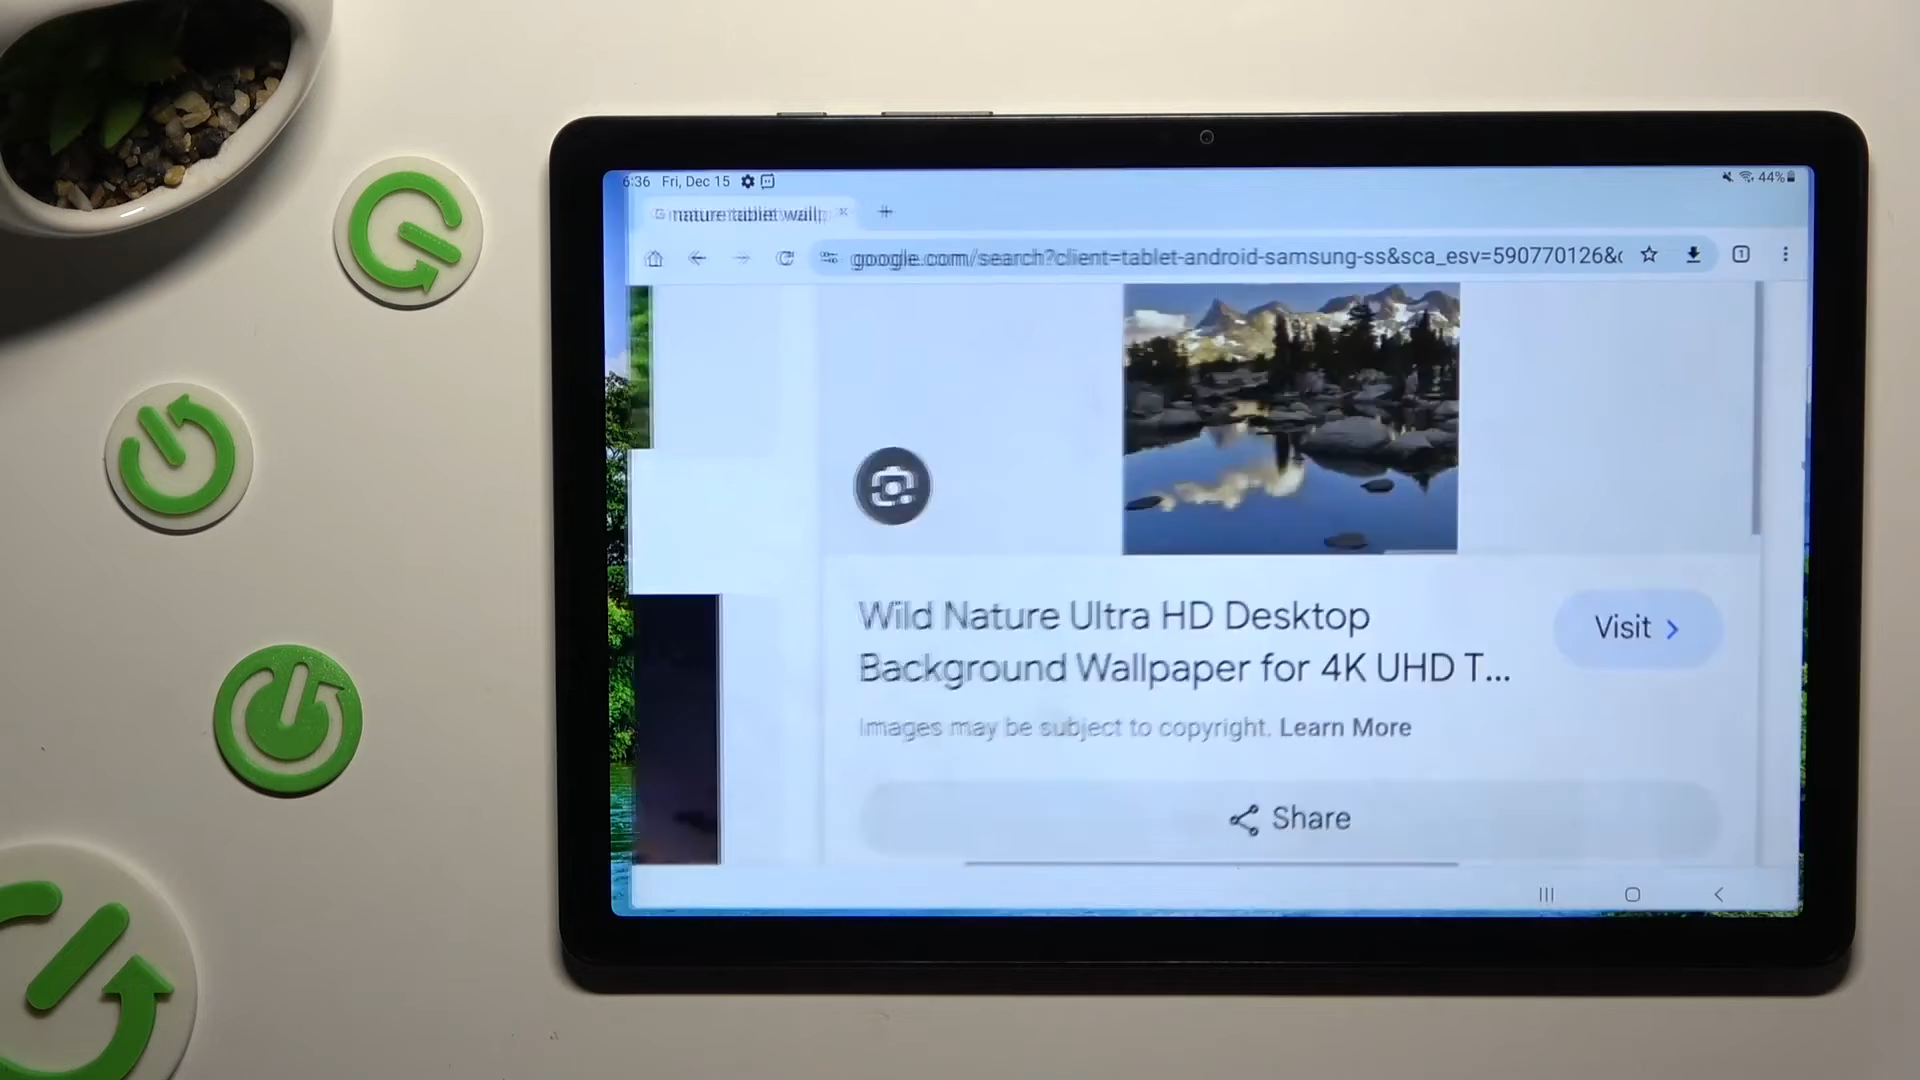 6:36 Fri, Dec 15
44%
nature tablet wallp
google.com/search?client=tablet-android-samsung-ss&sca_esv=590770126&
1
Wild Nature Ultra HD Desktop
Background Wallpaper for 4K UHD T...
Visit
Images may be subject to copyright. Learn More
Share